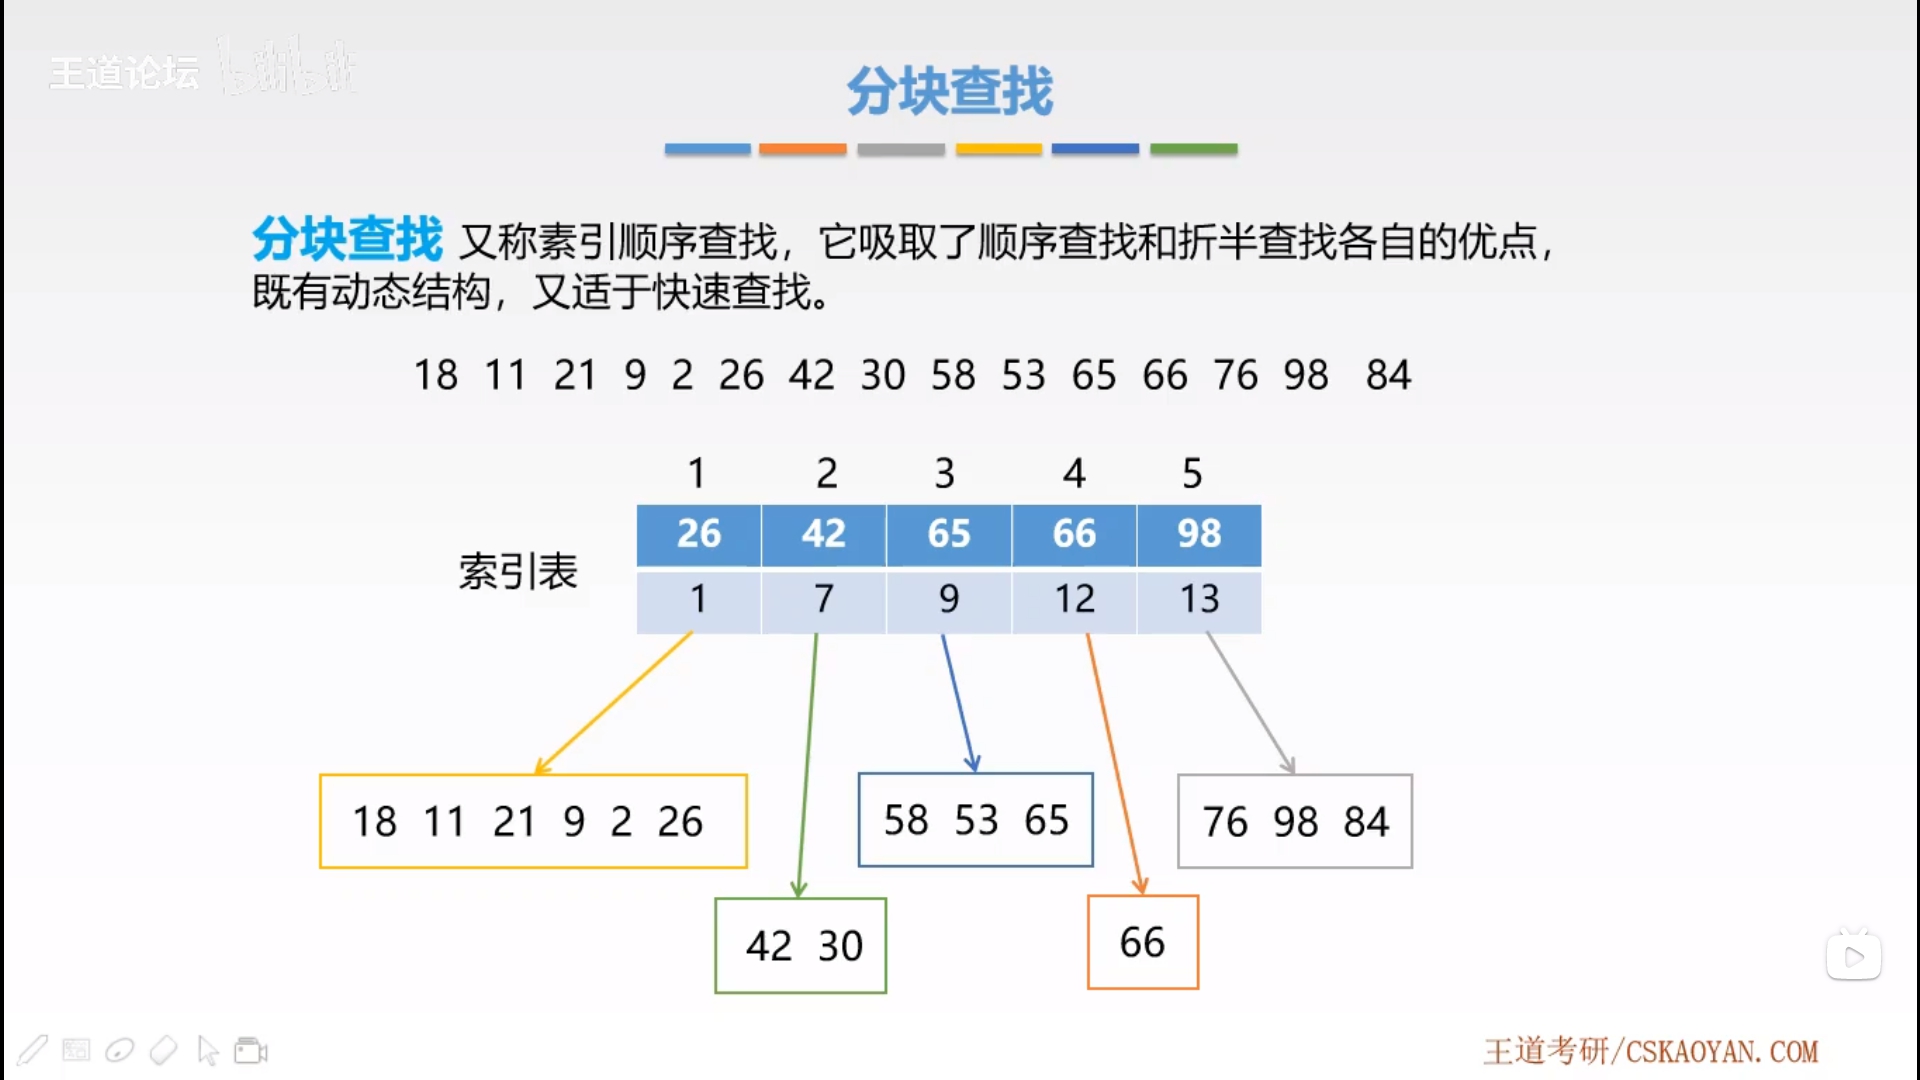 王道论坛 bilibili
分块查找
分块查找 又称索引顺序查找，它吸取了顺序查找和折半查找各自的优点，
既有动态结构，又适于快速查找。
18 11 21 9 2 26 42 30 58 53 65 66 76 98 84
1 2 3 4 5
26 42 65 66 98
索引表
1 7 9 12 13
18 11 21 9 2 26
58 53 65
76 98 84
42 30
66
王道考研/CSKAOYAN.COM